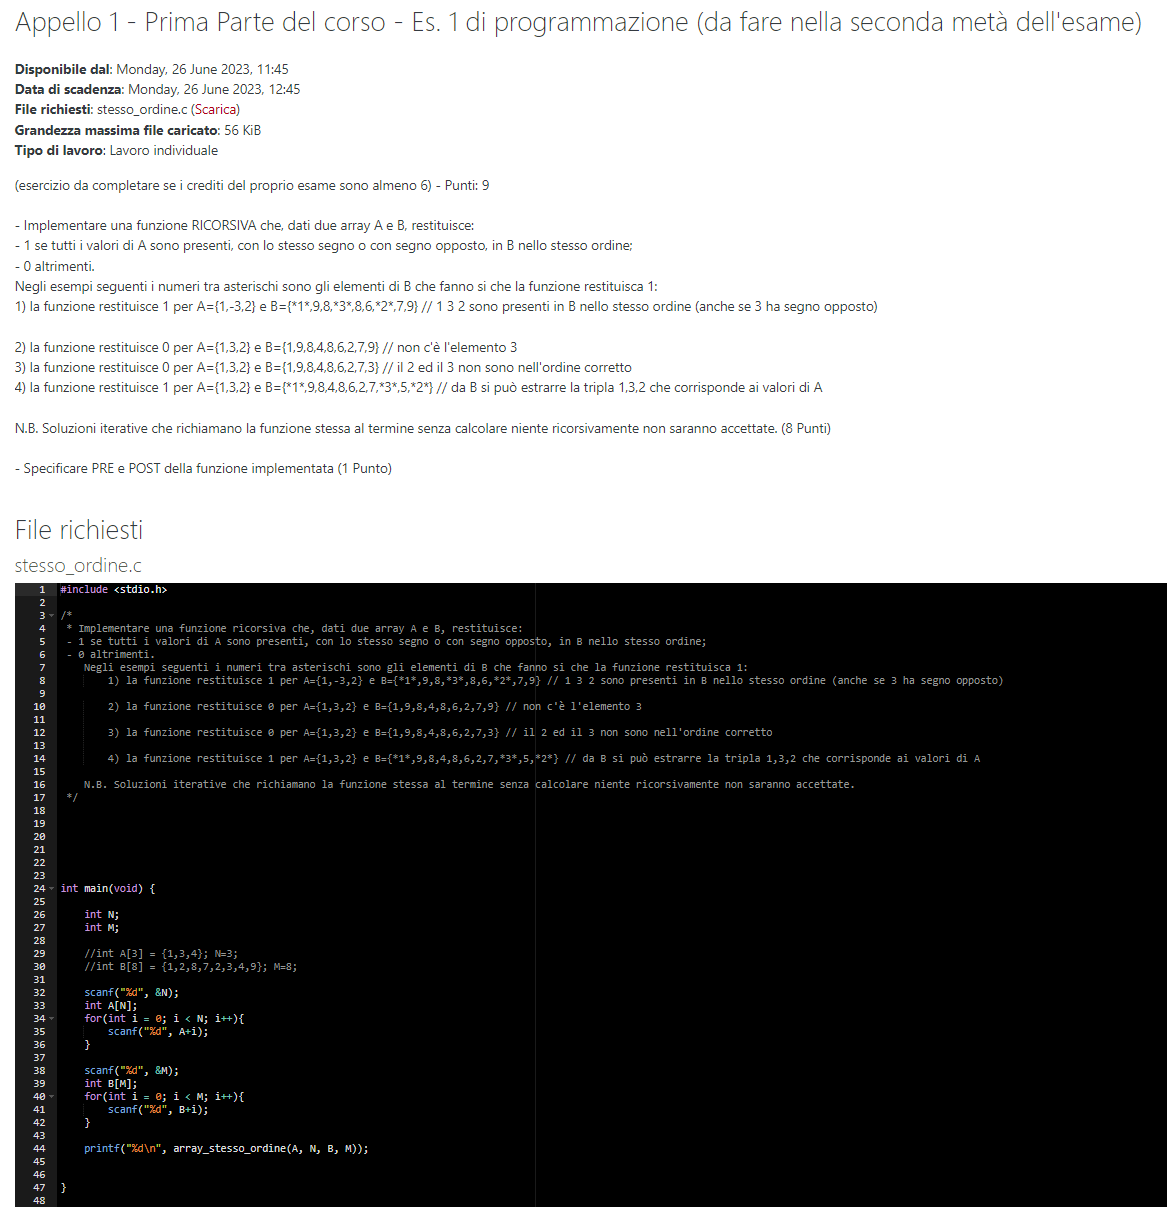 Appello 1 - Prima Parte del corso - Es. 1 di programmazione (da fare nella seconda metà dell'esame)
Disponibile dal: Monday, 26 June 2023, 11:45
Data di scadenza: Monday, 26 June 2023, 12:45
File richiesti: stesso_ordine.c (Scarica)
Grandezza massima file caricato: 56 KiB
Tipo di lavoro: Lavoro individuale
(esercizio da completare se i crediti del proprio esame sono almeno 6) - Punti: 9
- Implementare una funzione RICORSIVA che, dati due array A e B, restituisce:
- 1 se tutti i valori di A sono presenti, con lo stesso segno o con segno opposto, in B nello stesso ordine;
- 0 altrimenti.
Negli esempi seguenti i numeri tra asterischi sono gli elementi di B che fanno si che la funzione restituisca 1:
1) la funzione restituisce 1 per A={1,-3,2} e B={*1*,9,8,*3*,8,6,*2*,7,9} // 1 3 2 sono presenti in B nello stesso ordine (anche se 3 ha segno opposto)
2) la funzione restituisce 0 per A={1,3,2} e B={1,9,8,4,8,6,2,7,9} // non c'è l'elemento 3
3) la funzione restituisce 0 per A={1,3,2} e B={1,9,8,4,8,6,2,7,3} // il 2 ed il 3 non sono nell'ordine corretto
4) la funzione restituisce 1 per A={1,3,2} e B={*1*,9,8,4,8,6,2,7,*3*,5,*2*} // da B si può estrarre la tripla 1,3,2 che corrisponde ai valori di A
N.B. Soluzioni iterative che richiamano la funzione stessa al termine senza calcolare niente ricorsivamente non saranno accettate. (8 Punti)
- Specificare PRE e POST della funzione implementata (1 Punto)
File richiesti
stesso_ordine.c
1 #include <stdio.h>
2
3 /*
4 * Implementare una funzione ricorsiva che, dati due array A e B, restituisce:
5 - 1 se tutti i valori di A sono presenti, con lo stesso segno o con segno opposto, in B nello stesso ordine;
6 - 0 altrimenti.
7 Negli esempi seguenti i numeri tra asterischi sono gli elementi di B che fanno si che la funzione restituisca 1:
8 1) la funzione restituisce 1 per A={1,-3,2} e B={*1*,9,8,*3*,8,6,*2*,7,9} // 1 3 2 sono presenti in B nello stesso ordine (anche se 3 ha segno opposto)
9
10 2) la funzione restituisce 0 per A={1,3,2} e B={1,9,8,4,8,6,2,7,9} // non c'è l'elemento 3
11
12 3) la funzione restituisce 0 per A={1,3,2} e B={1,9,8,4,8,6,2,7,3} // il 2 ed il 3 non sono nell'ordine corretto
13
14 4) la funzione restituisce 1 per A={1,3,2} e B={*1*,9,8,4,8,6,2,7,*3*,5,*2*} // da B si può estrarre la tripla 1,3,2 che corrisponde ai valori di A
15
16 N.B. Soluzioni iterative che richiamano la funzione stessa al termine senza calcolare niente ricorsivamente non saranno accettate.
17 */
18
19
20
21
22
23
24 int main(void) {
25
26 int N;
27 int M;
28
29 //int A[3] = {1,3,4}; N=3;
30 //int B[8] = {1,2,8,7,2,3,4,9}; M=8;
31
32 scanf("%d", &N);
33 int A[N];
34 for(int i = 0; i < N; i++){
35 scanf("%d", A+i);
36 }
37
38 scanf("%d", &M);
39 int B[M];
40 for(int i = 0; i < M; i++){
41 scanf("%d", B+i);
42 }
43
44 printf("%d\n", array_stesso_ordine(A, N, B, M));
45
46
47 }
48